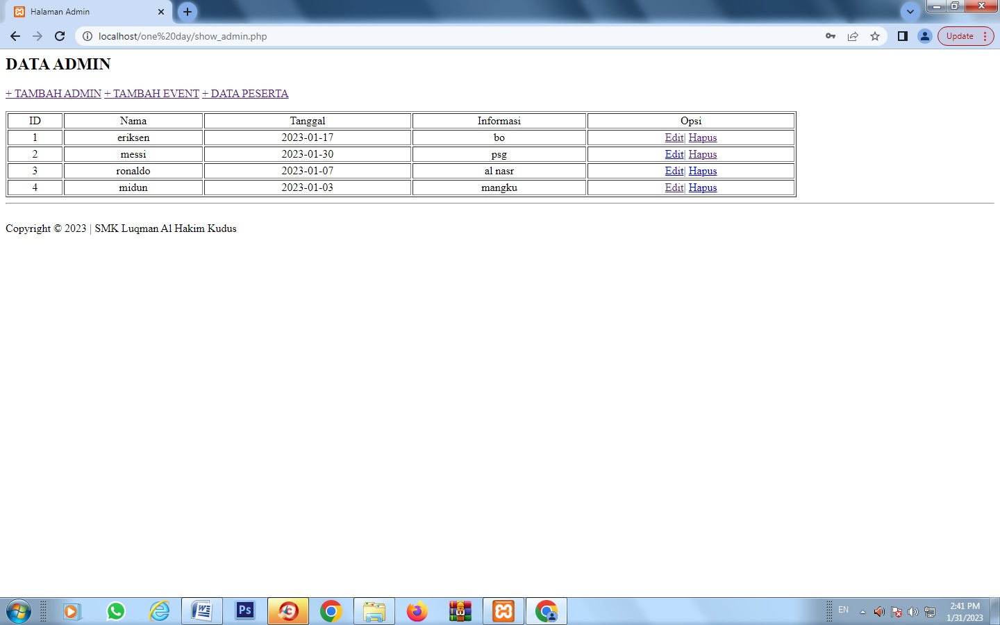 Halaman Admin
localhost/one%20day/show_admin.php
Update
DATA ADMIN
+ TAMBAH ADMIN + TAMBAH EVENT + DATA PESERTA
ID Nama Tanggal Informasi Opsi
1 eriksen 2023-01-17 bo Edit| Hapus
2 messi 2023-01-30 psg Edit| Hapus
3 ronaldo 2023-01-07 al nasr Edit| Hapus
4 midun 2023-01-03 mangku Edit| Hapus
Copyright © 2023 | SMK Luqman Al Hakim Kudus
Ps
EN
2:41 PM
1/31/2023